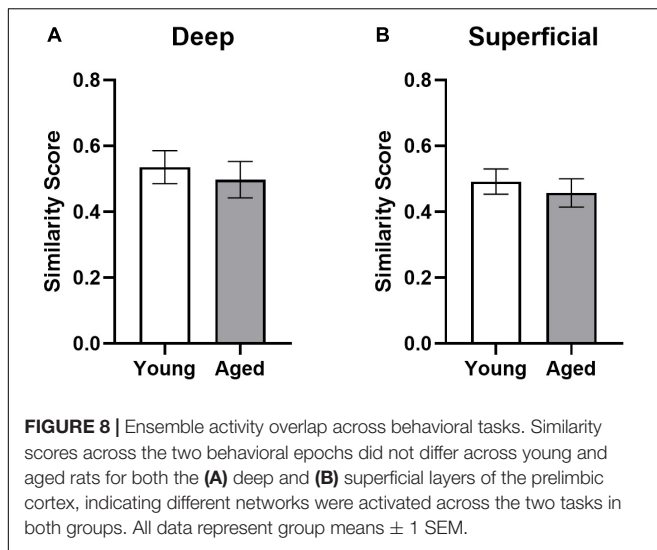 A Deep
B Superficial
Similarity Score
0.8
0.6
0.4
0.2
0.0
Young Aged
Similarity Score
0.8
0.6
0.4
0.2
0.0
Young Aged
FIGURE 8 | Ensemble activity overlap across behavioral tasks. Similarity
scores across the two behavioral epochs did not differ across young and
aged rats for both the (A) deep and (B) superficial layers of the prelimbic
cortex, indicating different networks were activated across the two tasks in
both groups. All data represent group means ± 1 SEM.